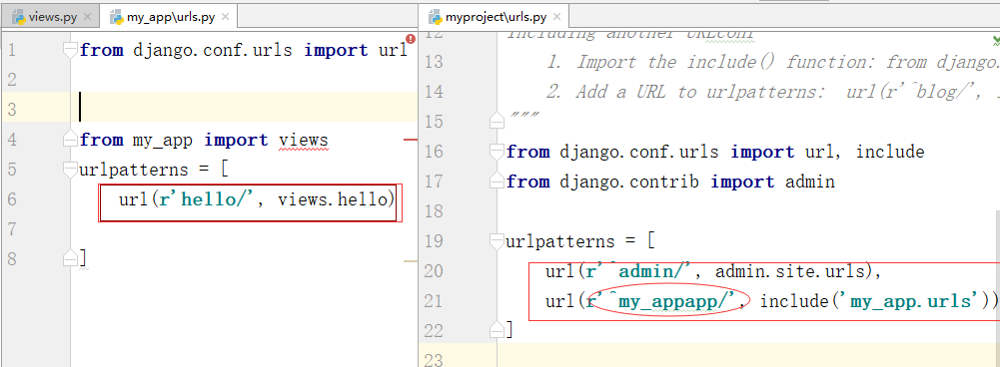 views.py
my_app\urls.py
1 from django.conf.urls import url
2
3
4 from my_app import views
5 urlpatterns = [
6 url(r'hello/', views.hello)
7
8 ]
myproject\urls.py
12 Including another URLconf
13 1. Import the include() function: from django.
14 2. Add a URL to urlpatterns: url(r'^blog/',
15 """
16 from django.conf.urls import url, include
17 from django.contrib import admin
18
19 urlpatterns = [
20 url(r'^admin/', admin.site.urls),
21 url(r'^my_appapp/', include('my_app.urls'))
22 ]
23